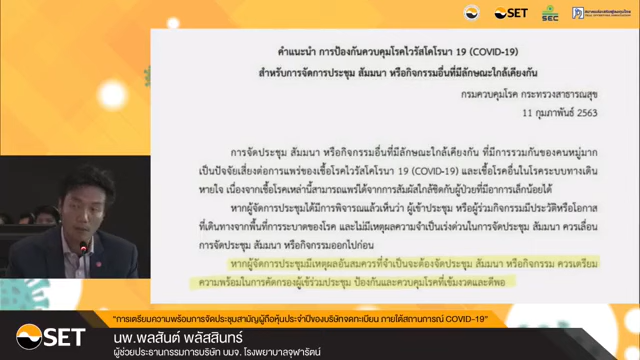 SET
SEC
คำแนะนำ การป้องกันควบคุมโรคไวรัสโคโรนา 19 (COVID-19)
สำหรับการจัดการประชุม สัมมนา หรือกิจกรรมอื่นที่มีลักษณะใกล้เคียงกัน
กรมควบคุมโรค กระทรวงสาธารณสุข
11 กุมภาพันธ์ 2563
การจัดประชุม สัมมนา หรือกิจกรรมอื่นที่มีลักษณะใกล้เคียงกัน ที่มีการรวมกันของคนหมู่มาก
เป็นปัจจัยเสี่ยงต่อการแพร่ของเชื้อโรคไวรัสโคโรนา 19 (COVID-19) และเชื้อโรคอื่นในโรคระบบทางเดิน
หายใจ เนื่องจากเชื้อโรคเหล่านี้สามารถแพร่ได้จากการสัมผัสใกล้ชิดกับผู้ป่วยที่มีอาการเล็กน้อยได้
หากผู้จัดการประชุมได้มีการพิจารณาแล้วเห็นว่า ผู้เข้าประชุม หรือผู้ร่วมกิจกรรมมีประวัติหรือโอกาส
ที่เดินทางจากพื้นที่การระบาดของโรค และไม่มีเหตุผลความจำเป็นเร่งด่วนในการจัดประชุม สัมมนา ควรเลื่อน
การจัดประชุม สัมมนา หรือกิจกรรมออกไปก่อน
หากผู้จัดการประชุมมีเหตุผลอันสมควรที่จำเป็นจะต้องจัดประชุม สัมมนา หรือกิจกรรม ควรเตรียม
ความพร้อมในการคัดกรองผู้เข้าร่วมประชุม ป้องกันและควบคุมโรคที่เข้มงวดและดีพอ
"การเตรียมความพร้อมการจัดประชุมสามัญผู้ถือหุ้นประจำปีของบริษัทจดทะเบียน ภายใต้สถานการณ์ COVID-19"
SET
นพ.พลสันต์ พลัสสินทร์
ผู้ช่วยประธานกรรมการบริษัท บมจ. โรงพยาบาลจุฬารัตน์